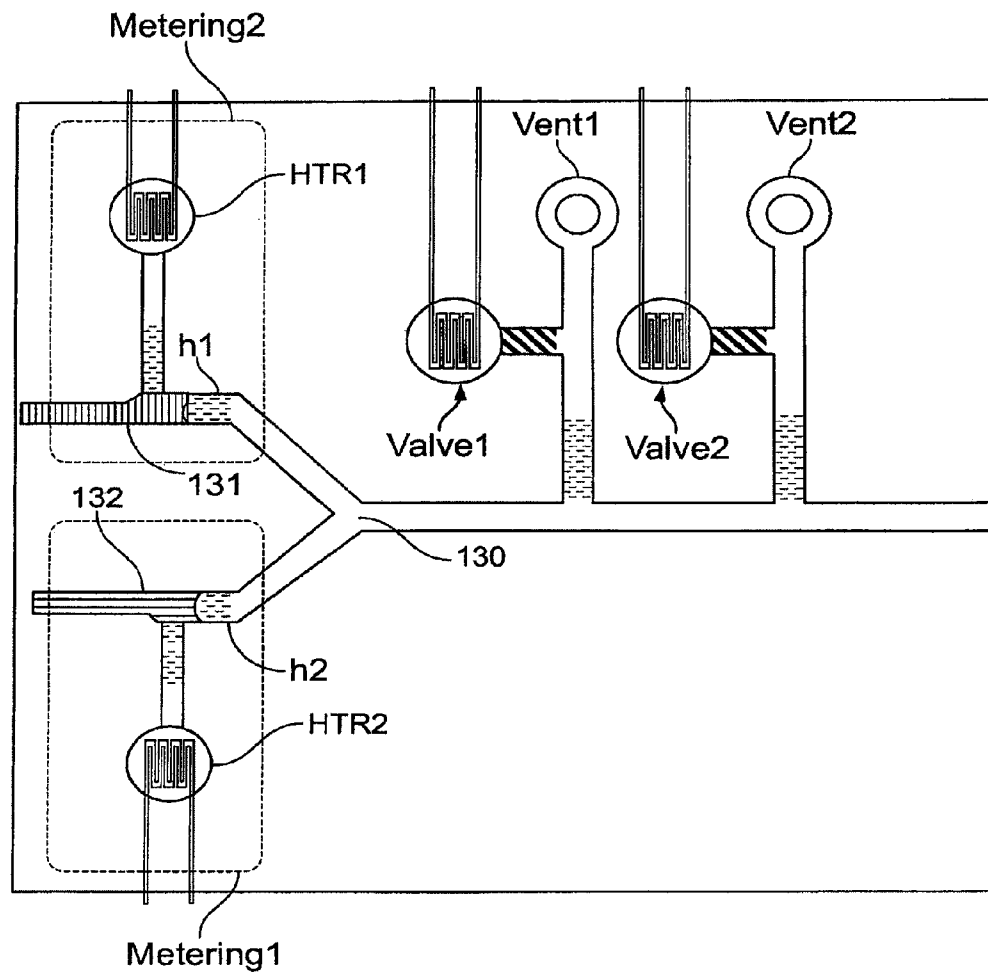 Metering2
Vent1
Vent2
HTR1
h1
Valve1
Valve2
131
132
130
h2
HTR2
Metering1